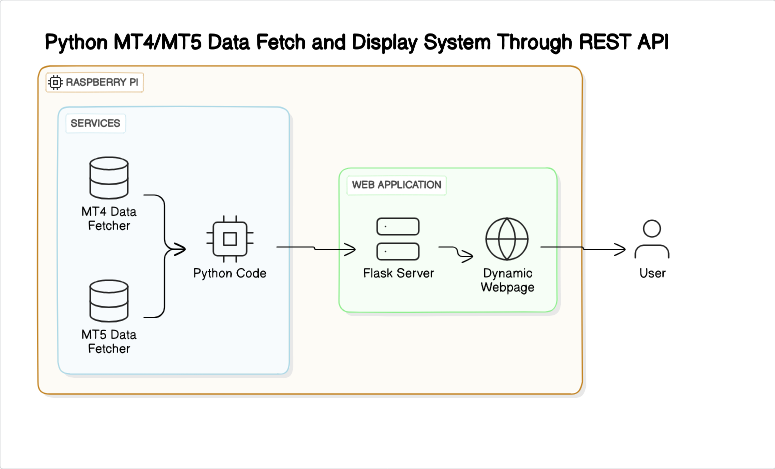 Python MT4/MT5 Data Fetch and Display System Through REST API
RASPBERRY PI
SERVICES
MT4 Data
Fetcher
Python Code
MT5 Data
Fetcher
WEB APPLICATION
Flask Server
Dynamic
Webpage
User